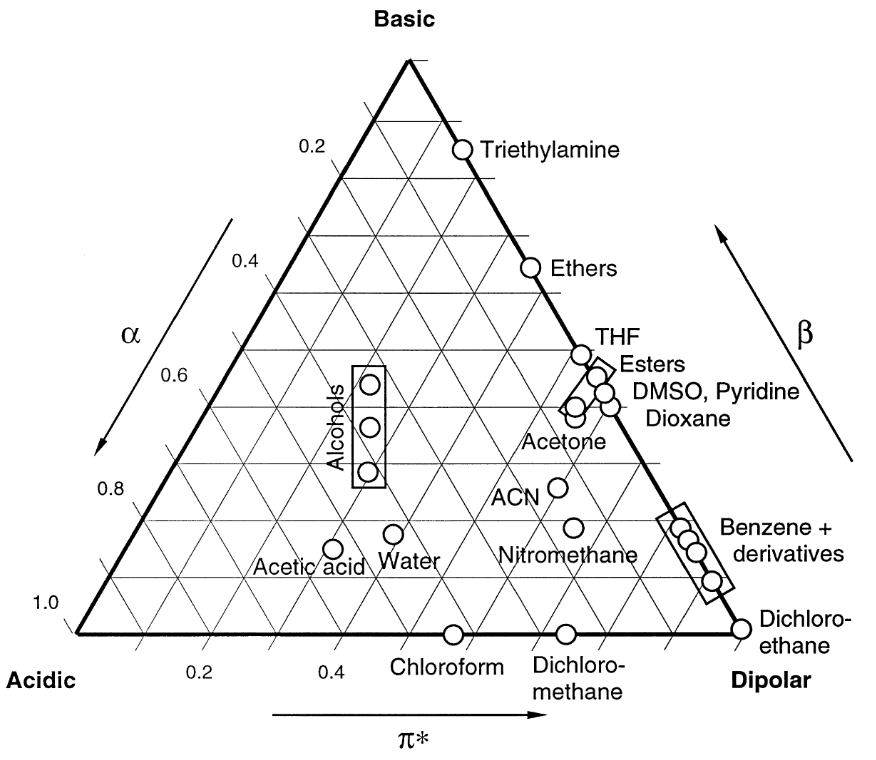 Basic
0.2
Triethylamine
0.4
Ethers
α
β
THF
Esters
0.6
DMSO, Pyridine
Dioxane
Alcohols
Acetone
0.8
ACN
Benzene +
derivatives
Nitromethane
Acetic acid
Water
1.0
Dichloro-
ethane
Chloroform
Dichloro-
methane
0.2
0.4
Acidic
Dipolar
π*